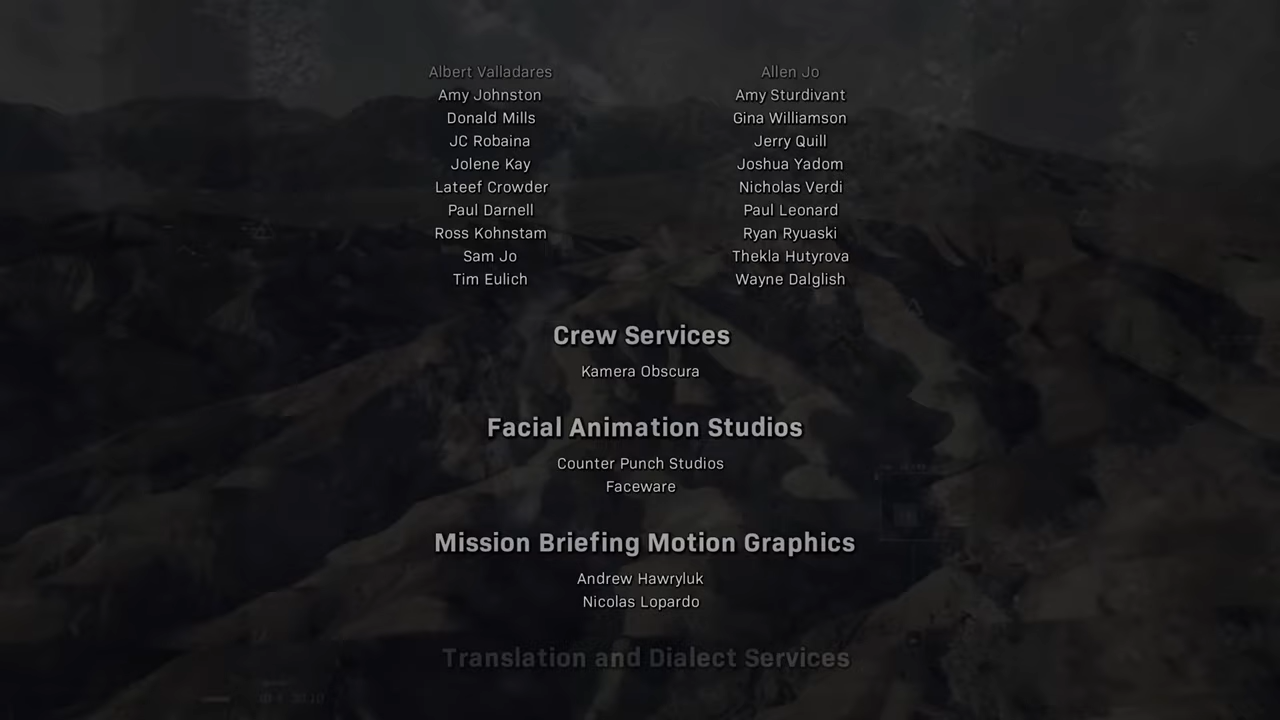 Albert Valladares Allen Jo
Amy Johnston Amy Sturdivant
Donald Mills Gina Williamson
JC Robaina Jerry Quill
Jolene Kay Joshua Yadom
Lateef Crowder Nicholas Verdi
Paul Darnell Paul Leonard
Ross Kohnstam Ryan Ryuaski
Sam Jo Thekla Hutyrova
Tim Eulich Wayne Dalglish
Crew Services
Kamera Obscura
Facial Animation Studios
Counter Punch Studios
Faceware
Mission Briefing Motion Graphics
Andrew Hawryluk
Nicolas Lopardo
Translation and Dialect Services